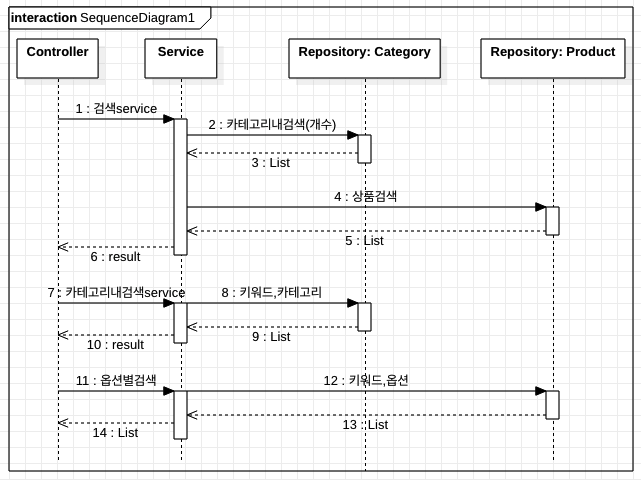 interaction SequenceDiagram1
Controller
Service
Repository: Category
Repository: Product
1 : 검색service
2 : 카테고리내검색(개수)
3 : List
4 : 상품검색
5 : List
6 : result
7 : 카테고리내검색service
8 : 키워드,카테고리
9 : List
10 : result
11 : 옵션별검색
12 : 키워드,옵션
13 : List
14 : List